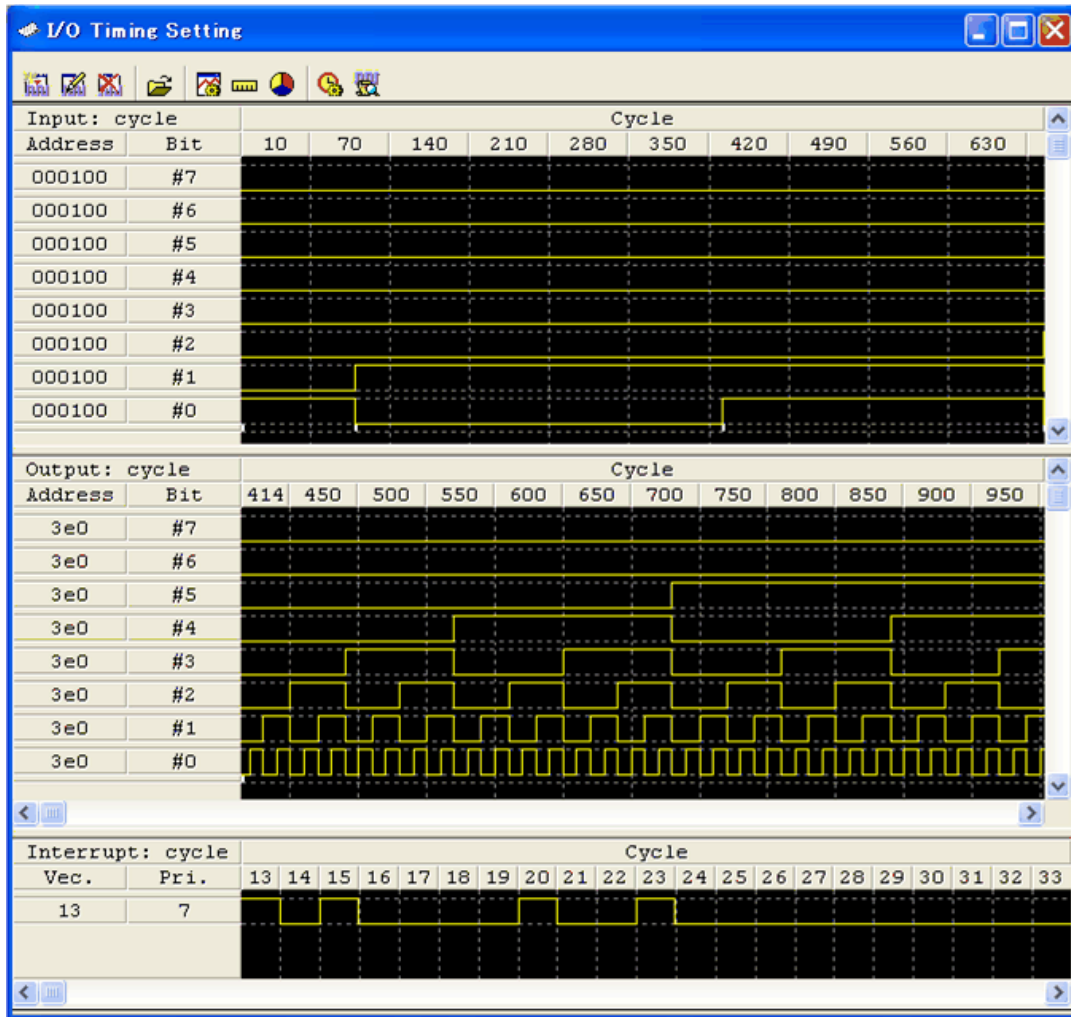 I/O Timing Setting
Input: cycle Cycle
Address Bit 10 70 140 210 280 350 420 490 560 630
000100 #7
000100 #6
000100 #5
000100 #4
000100 #3
000100 #2
000100 #1
000100 #0
Output: cycle Cycle
Address Bit 414 450 500 550 600 650 700 750 800 850 900 950
3e0 #7
3e0 #6
3e0 #5
3e0 #4
3e0 #3
3e0 #2
3e0 #1
3e0 #0
Interrupt: cycle Cycle
Vec. Pri. 13 14 15 16 17 18 19 20 21 22 23 24 25 26 27 28 29 30 31 32 33
13 7